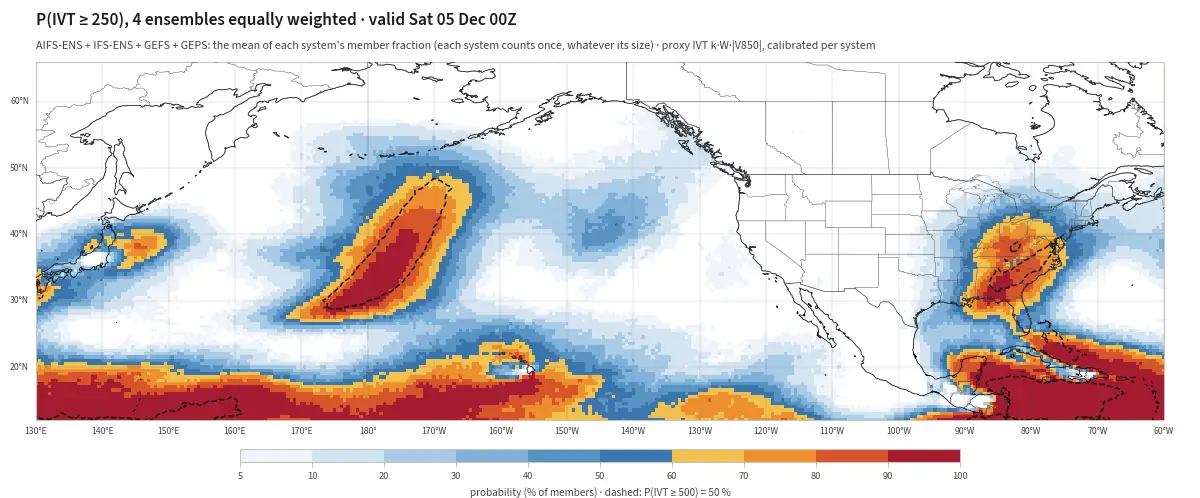 P(IVT ≥ 250), 4 ensembles equally weighted · valid Sat 05 Dec 00Z
AIFS-ENS + IFS-ENS + GEFS + GEPS: the mean of each system's member fraction (each system counts once, whatever its size) · proxy IVT k·W·|V850|, calibrated per system
60°N
50°N
40°N
30°N
20°N
130°E 140°E 150°E 160°E 170°E 180° 170°W 160°W 150°W 140°W 130°W 120°W 110°W 100°W 90°W 80°W 70°W 60°W
5 10 20 30 40 50 60 70 80 90 100
probability (% of members) · dashed: P(IVT ≥ 500) = 50 %